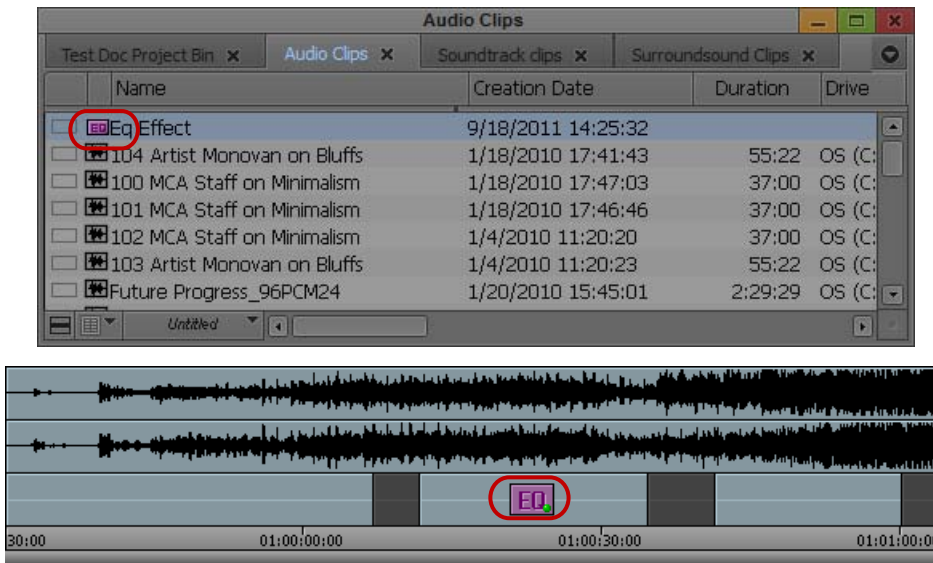 Audio Clips
Test Doc Project Bin Audio Clips Soundtrack clips Surroundsound Clips
Name Creation Date Duration Drive
EQ Eq Effect 9/18/2011 14:25:32
104 Artist Monovan on Bluffs 1/18/2010 17:41:43 55:22 OS (C:
100 MCA Staff on Minimalism 1/18/2010 17:47:03 37:00 OS (C:
101 MCA Staff on Minimalism 1/18/2010 17:46:46 37:00 OS (C:
102 MCA Staff on Minimalism 1/4/2010 11:20:20 37:00 OS (C:
103 Artist Monovan on Bluffs 1/4/2010 11:20:23 55:22 OS (C:
Future Progress_96PCM24 1/20/2010 15:45:01 2:29:29 OS (C:
Untitled
EQ
30:00 01:00:00:00 01:00:30:00 01:01:00:0